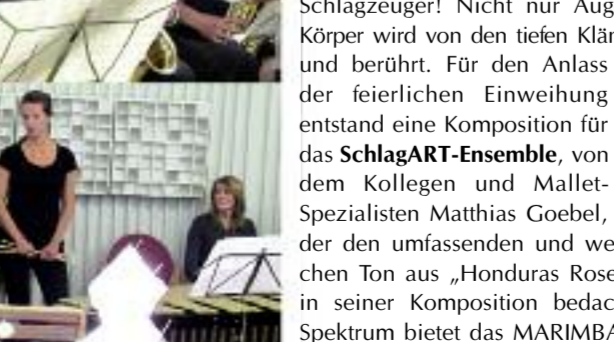 Schlagzeuger! Nicht nur Aug
Körper wird von den tiefen Klän
und berührt. Für den Anlass
der feierlichen Einweihung
entstand eine Komposition für
das SchlagART-Ensemble, von
dem Kollegen und Mallet-
Spezialisten Matthias Goebel,
der den umfassenden und we
chen Ton aus „Honduras Rose
in seiner Komposition bedac
Spektrum bietet das MARIMBA